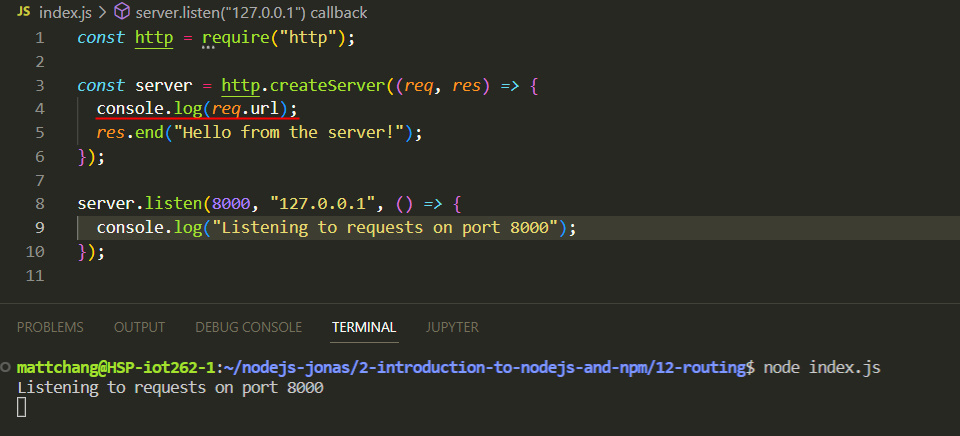 JS index.js > server.listen("127.0.0.1") callback
1 const http = require("http");
2
3 const server = http.createServer((req, res) => {
4 console.log(req.url);
5 res.end("Hello from the server!");
6 });
7
8 server.listen(8000, "127.0.0.1", () => {
9 console.log("Listening to requests on port 8000");
10 });
11
PROBLEMS OUTPUT DEBUG CONSOLE TERMINAL JUPYTER
mattchang@HSP-iot262-1:~/nodejs-jonas/2-introduction-to-nodejs-and-npm/12-routing$ node index.js
Listening to requests on port 8000